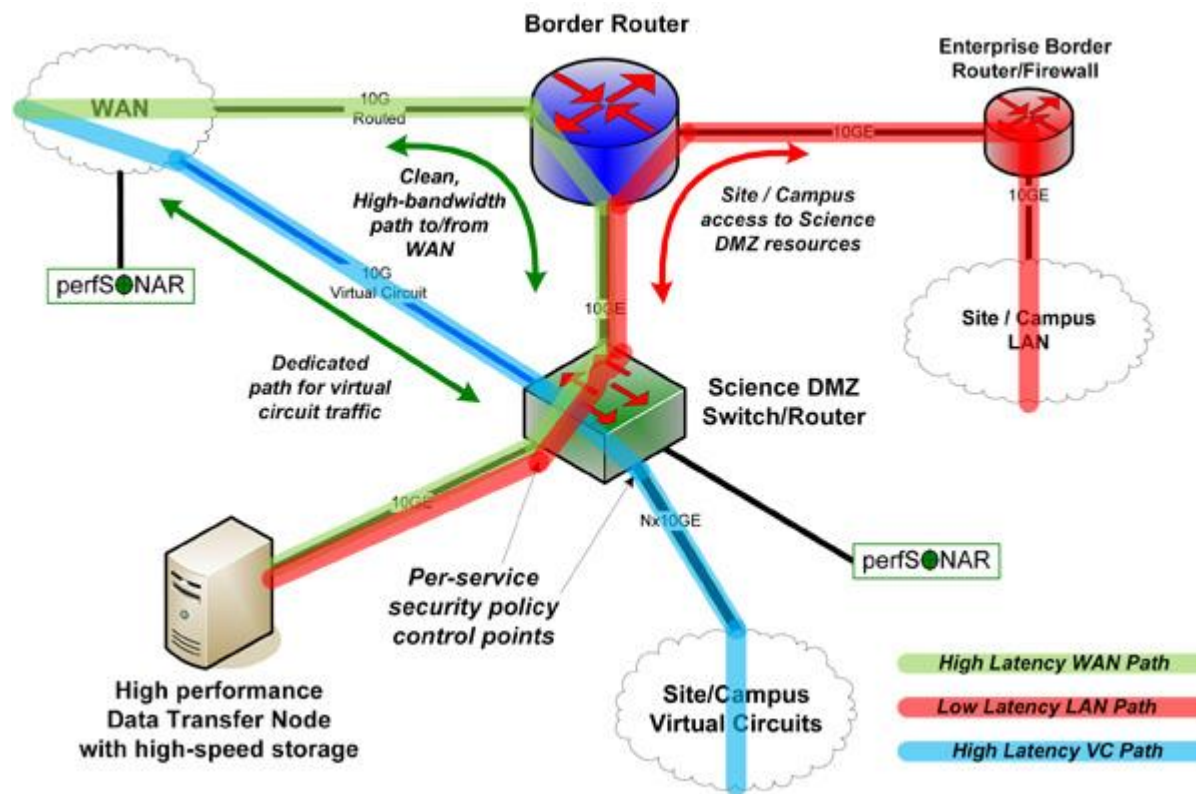 Border Router
Enterprise Border
Router/Firewall
WAN
10G
Routed
10GE
10GE
Clean,
High-bandwidth
path to/from
WAN
Site / Campus
access to Science
DMZ resources
perfSONAR
10G
Virtual Circuit
10GE
Site / Campus
LAN
Dedicated
path for virtual
circuit traffic
Science DMZ
Switch/Router
10GE
Nx10GE
perfSONAR
Per-service
security policy
control points
High performance
Data Transfer Node
with high-speed storage
Site/Campus
Virtual Circuits
High Latency WAN Path
Low Latency LAN Path
High Latency VC Path